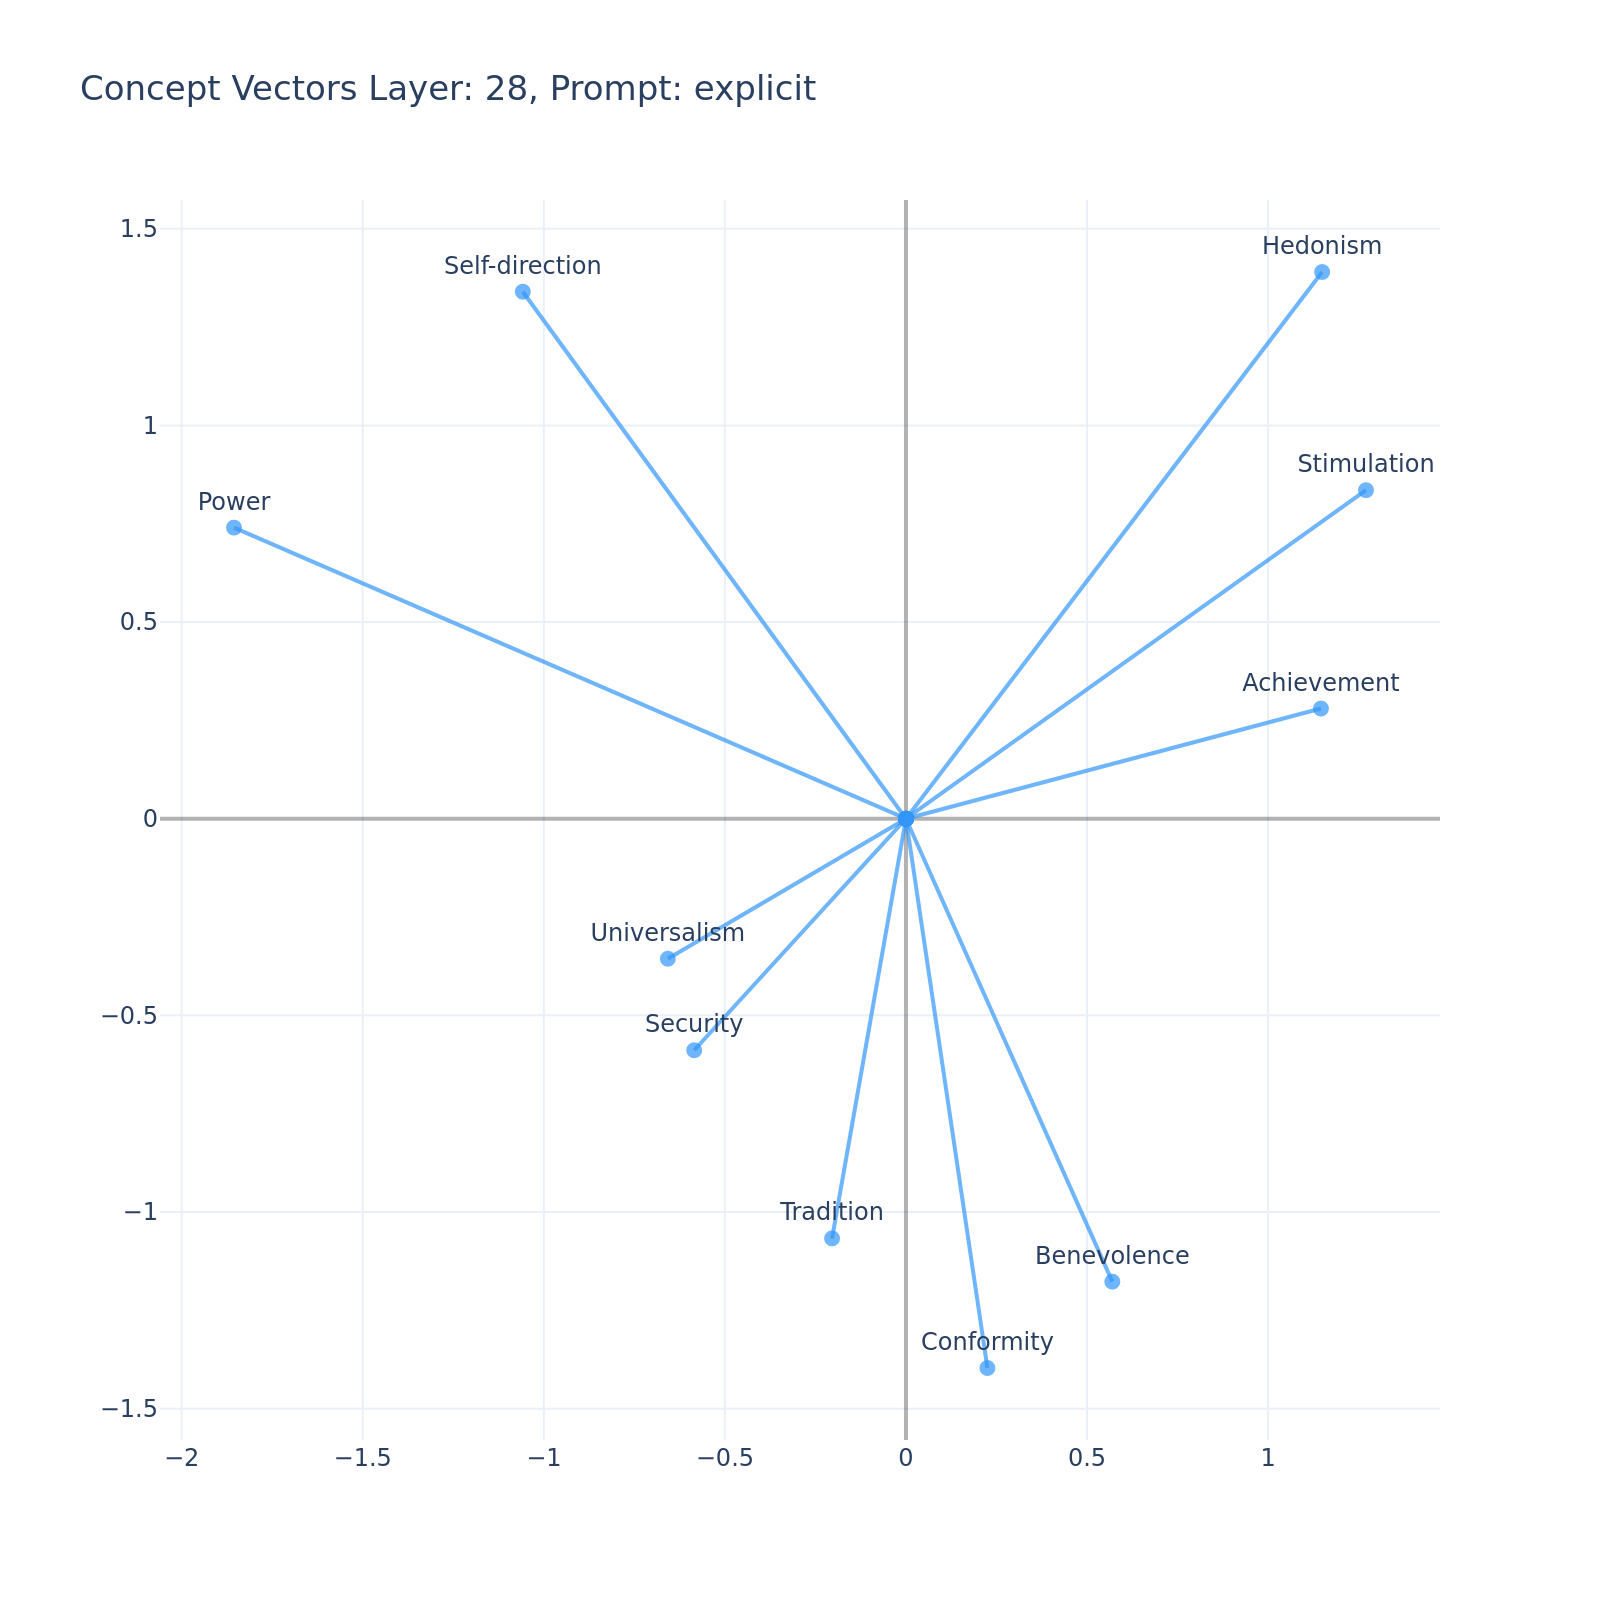 Concept Vectors Layer: 28, Prompt: explicit
1.5
Hedonism
Self-direction
Stimulation
Power
1
0.5
Achievement
0
Universalism
−0.5
Security
−1
Tradition
Benevolence
Conformity
−1.5
−2 −1.5 −1 −0.5 0 0.5 1